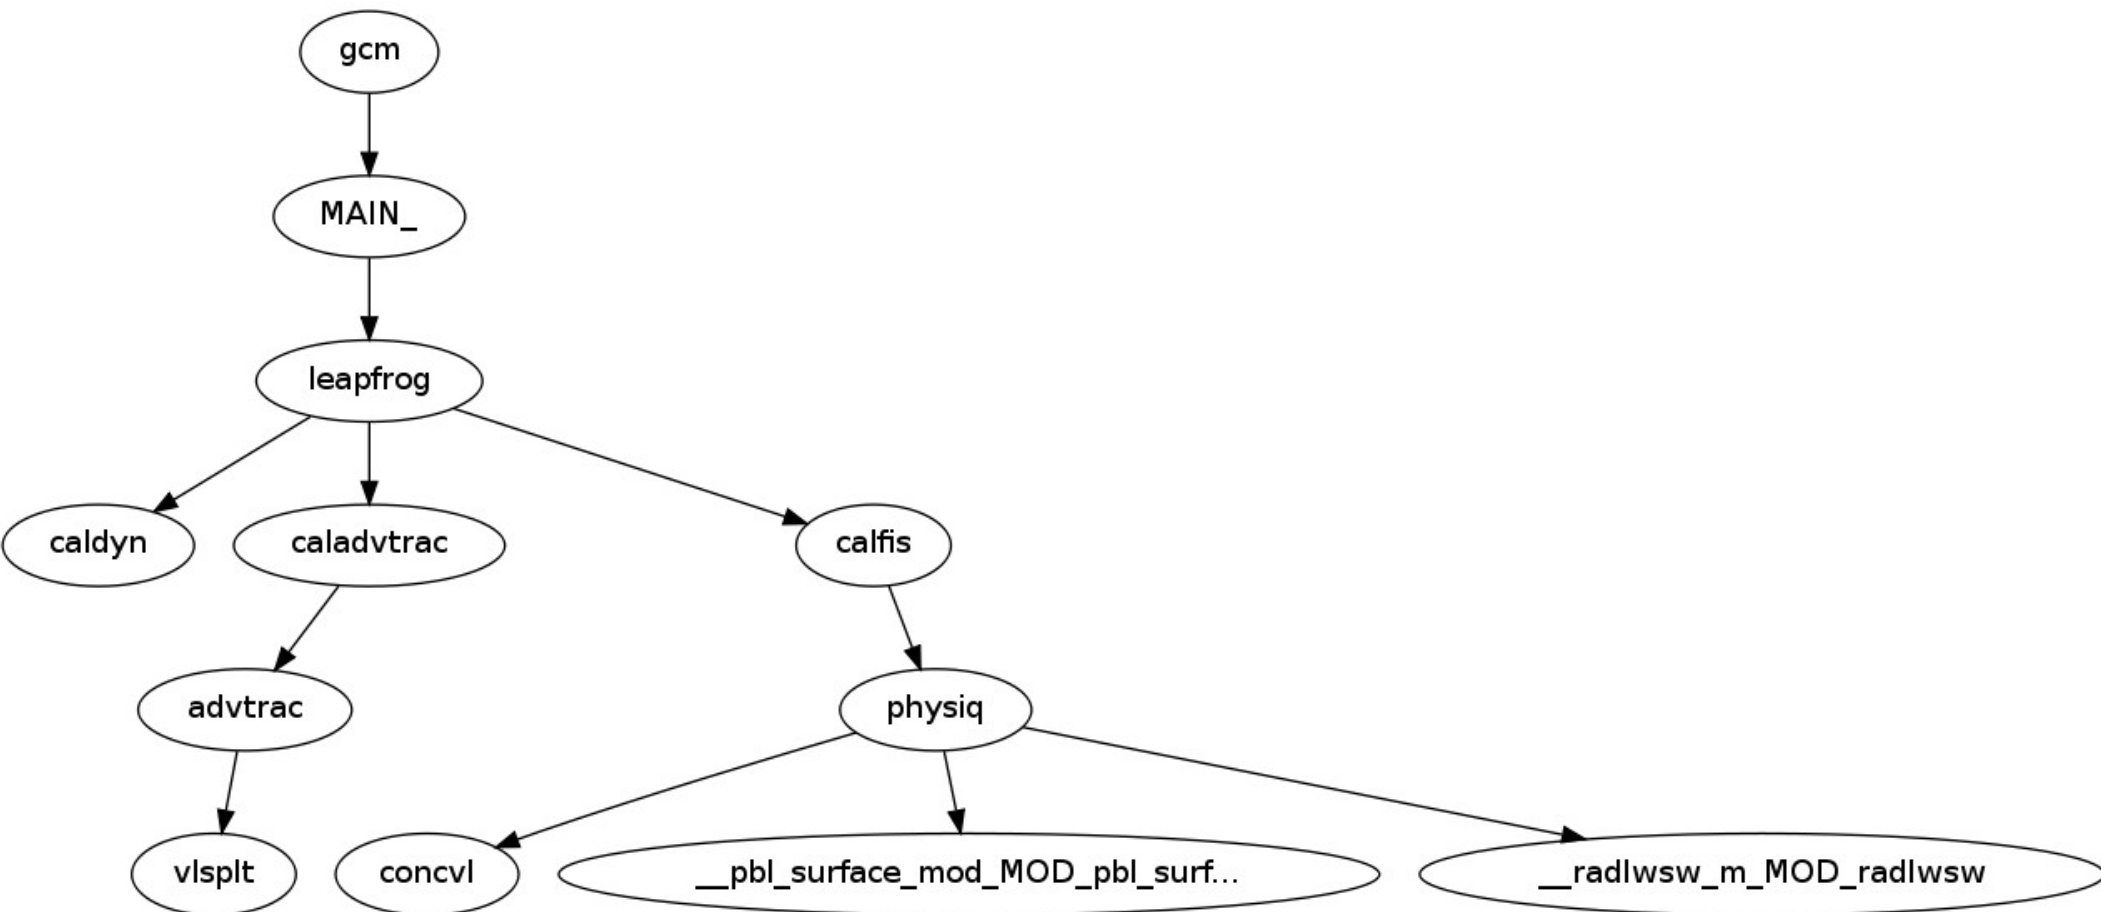 gcm
MAIN_
leapfrog
caldyn
caladvtrac
calfis
advtrac
physiq
vlsplt
concvl
__pbl_surface_mod_MOD_pbl_surf...
__radlwsw_m_MOD_radlwsw